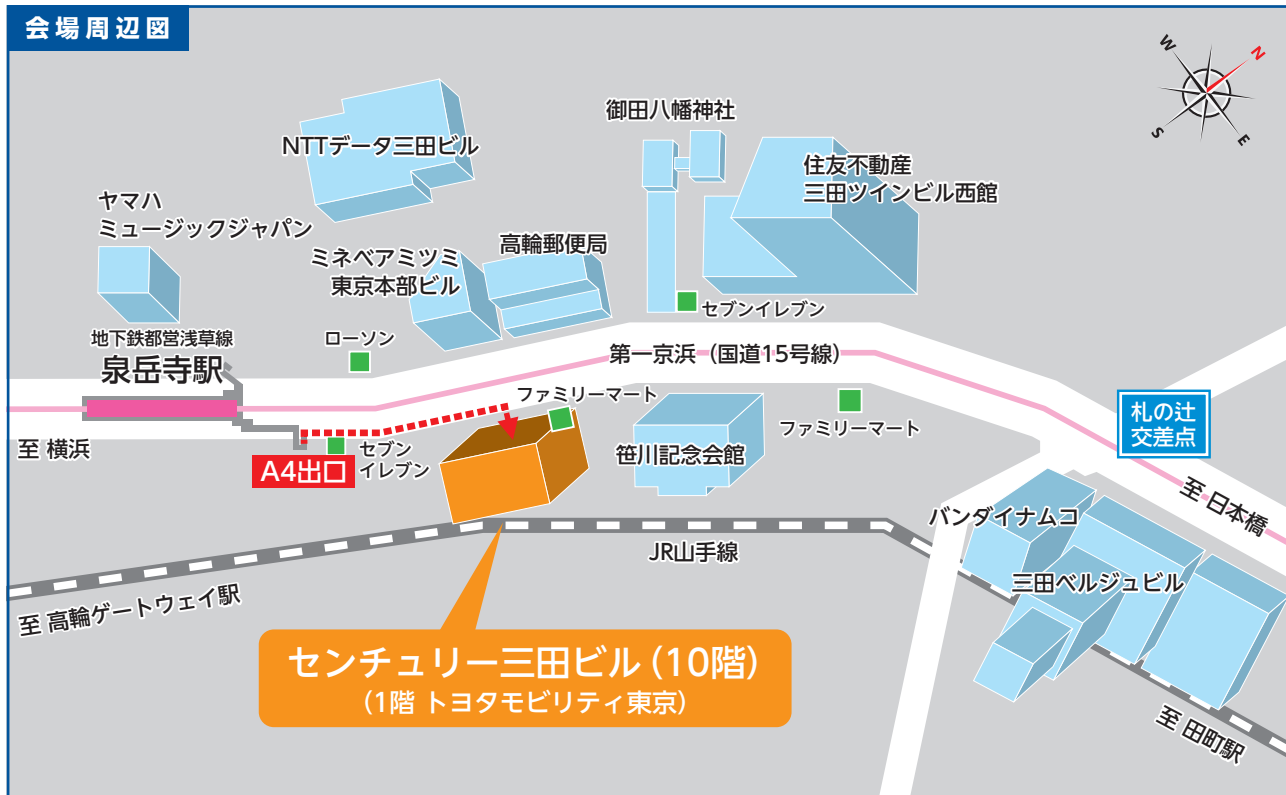 会場周辺図
W
N
S
E
御田八幡神社
NTTデータ三田ビル
住友不動産
三田ツインビル西館
ヤマハ
ミュージックジャパン
高輪郵便局
ミネベアミツミ
東京本部ビル
セブンイレブン
地下鉄都営浅草線
泉岳寺駅
ローソン
第一京浜（国道15号線）
ファミリーマート
ファミリーマート
札の辻
交差点
至 横浜
セブン
イレブン
A4出口
笹川記念会館
至 日本橋
バンダイナムコ
JR山手線
三田ベルジュビル
至 高輪ゲートウェイ駅
センチュリー三田ビル（10階）
（1階 トヨタモビリティ東京）
至 田町駅